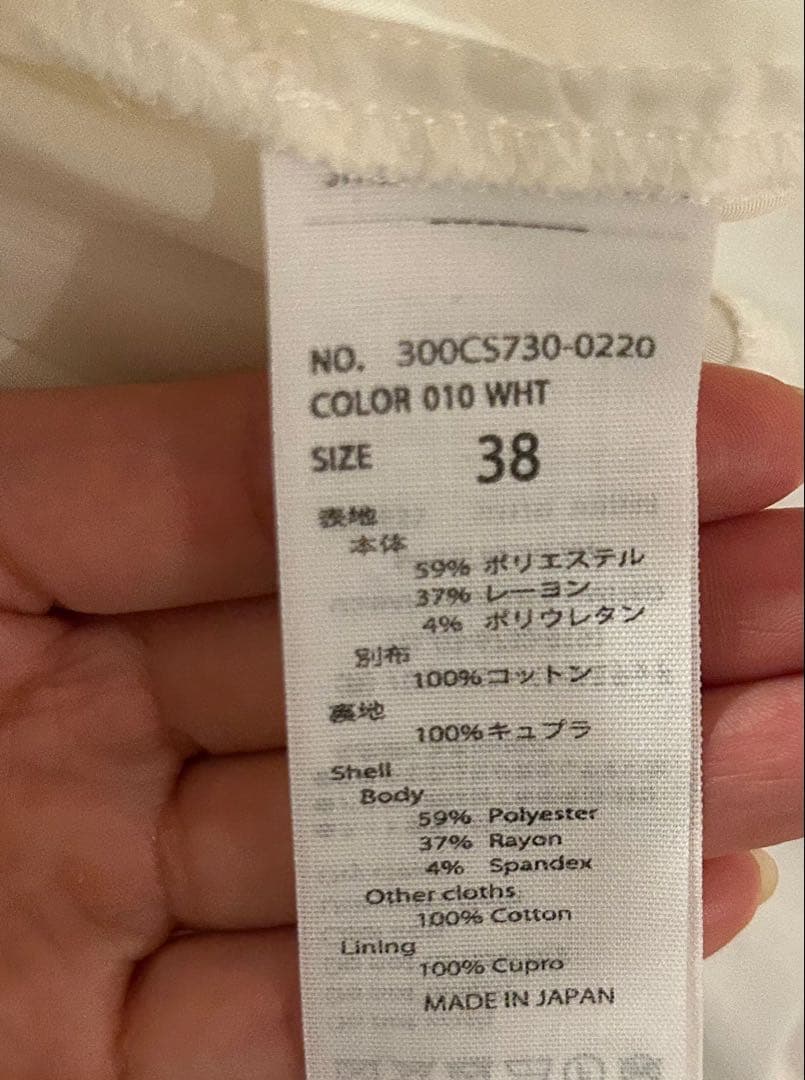 NO. 300CS730-0220
COLOR 010 WHT
SIZE 38
表地
本体
59% ポリエステル
37% レーヨン
4% ポリウレタン
別布
100%コットン
裏地
100%キュプラ
Shell
Body
59% Polyester
37% Rayon
4% Spandex
Other cloths
100% Cotton
Lining
100% Cupro
MADE IN JAPAN